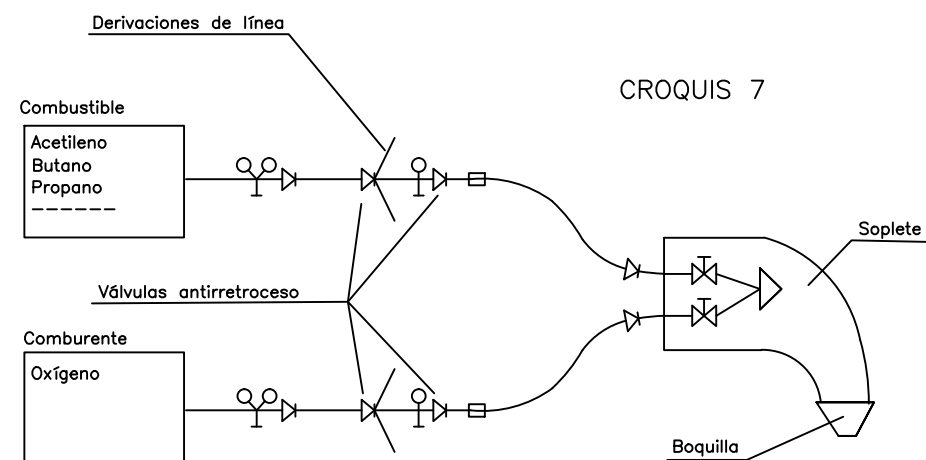 Derivaciones de línea
CROQUIS 7
Combustible
Acetileno
Butano
Propano
Soplete
Válvulas antirretroceso
Comburente
Oxígeno
Boquilla